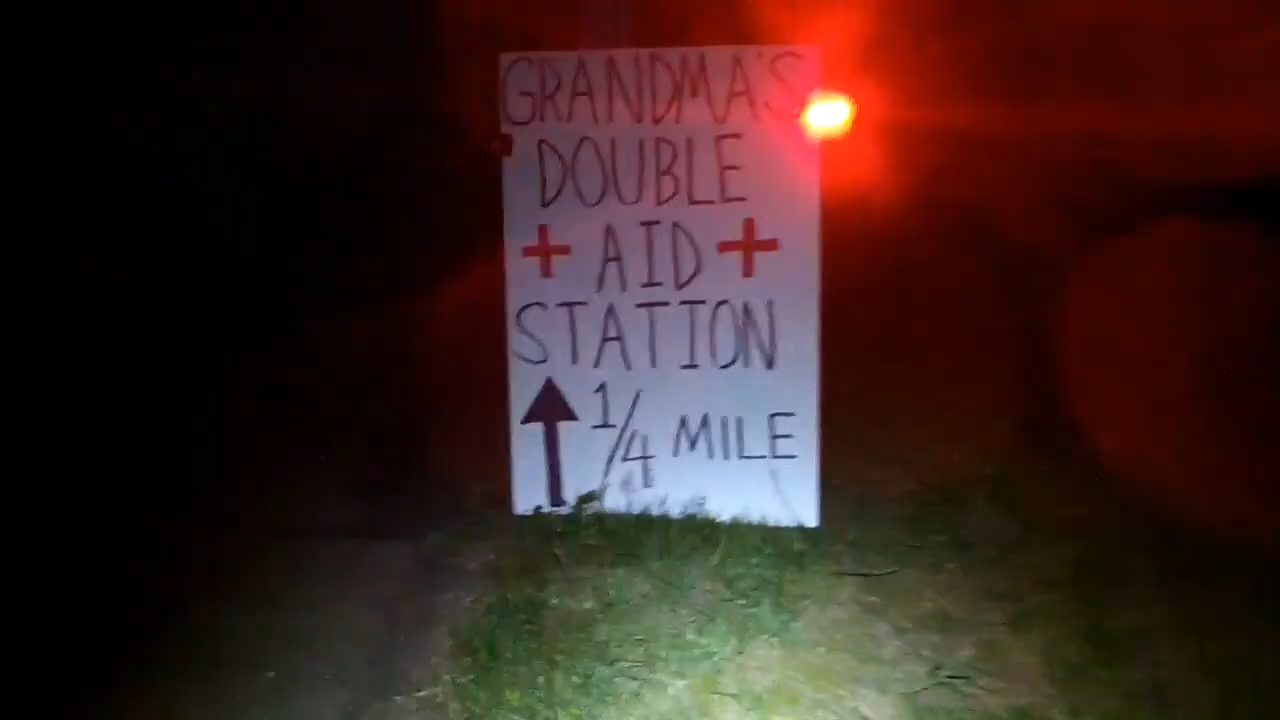 GRANDMA'S
DOUBLE
+ AID +
STATION
↑ 1/4 MILE